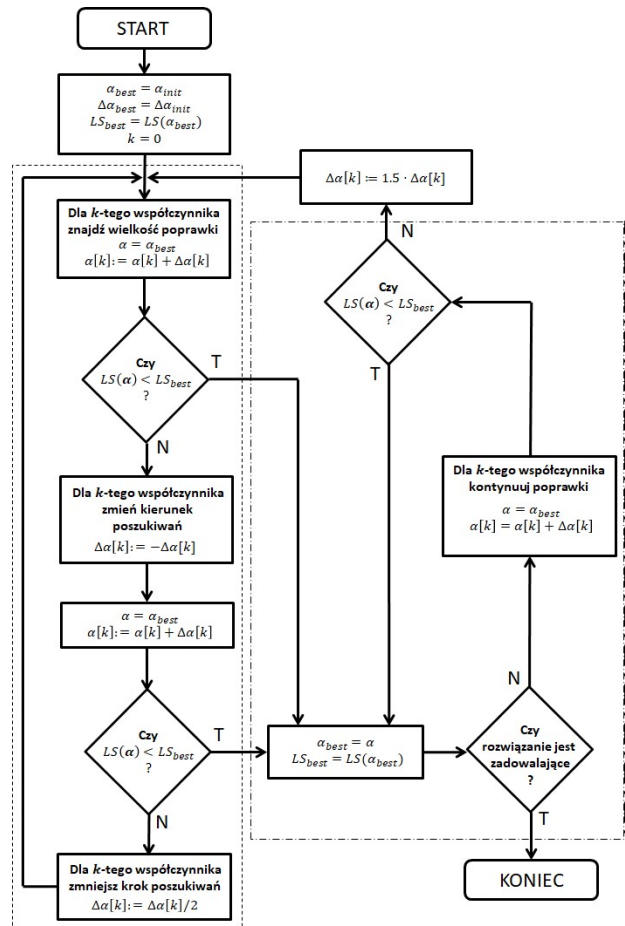 START
α_best = α_init
Δα_best = Δα_init
LS_best = LS(α_best)
k = 0
Δα[k] := 1.5 · Δα[k]
Dla k-tego współczynnika
znajdź wielkość poprawki
α = α_best
α[k] := α[k] + Δα[k]
N
Czy
LS(α) < LS_best
?
T
Czy
LS(α) < LS_best
?
T
N
Dla k-tego współczynnika
zmień kierunek
poszukiwań
Δα[k] := −Δα[k]
Dla k-tego współczynnika
kontynuuj poprawki
α = α_best
α[k] = α[k] + Δα[k]
α = α_best
α[k] := α[k] + Δα[k]
N
Czy
LS(α) < LS_best
?
T
N
α_best = α
LS_best = LS(α_best)
Czy
rozwiązanie jest
zadowalające
?
T
Dla k-tego współczynnika
zmniejsz krok poszukiwań
Δα[k] := Δα[k]/2
KONIEC